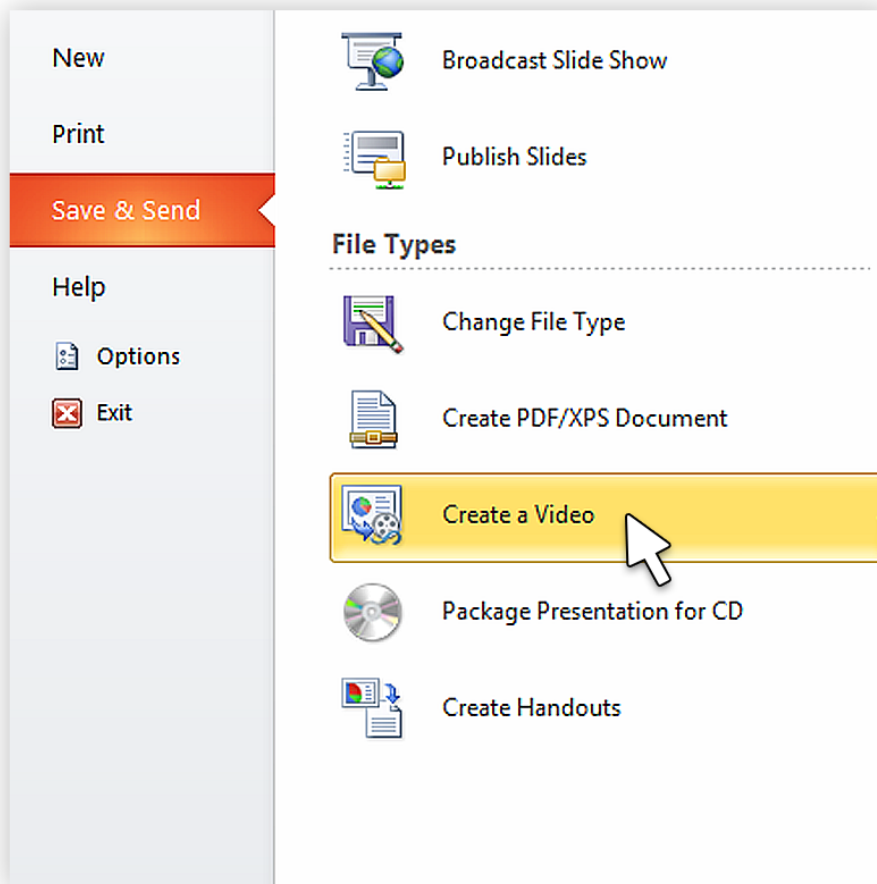 New
Print
Save & Send
Help
Options
Exit
Broadcast Slide Show
Publish Slides
File Types
Change File Type
Create PDF/XPS Document
Create a Video
Package Presentation for CD
Create Handouts